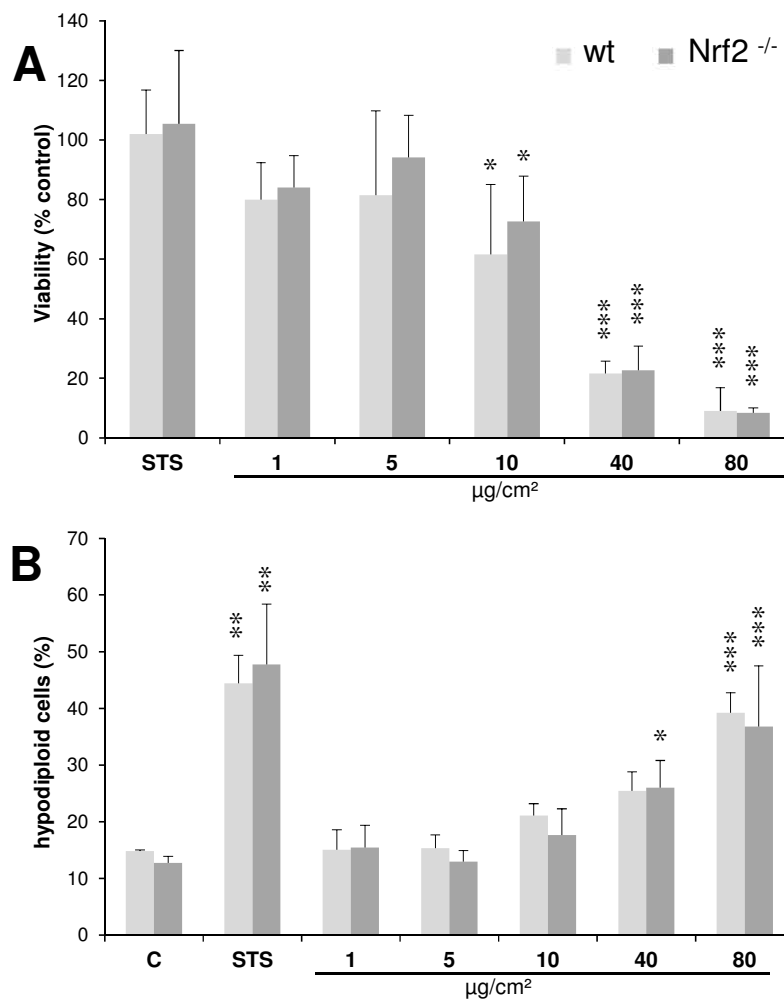 A
wt Nrf2 -/-
Viability (% control)
140
120
100
80
60
40
20
0
* *
*** ***
*** ***
STS 1 5 10 40 80
µg/cm²
B
hypodiploid cells (%)
70
60
50
40
30
20
10
0
** **
*
*** ***
C STS 1 5 10 40 80
µg/cm²